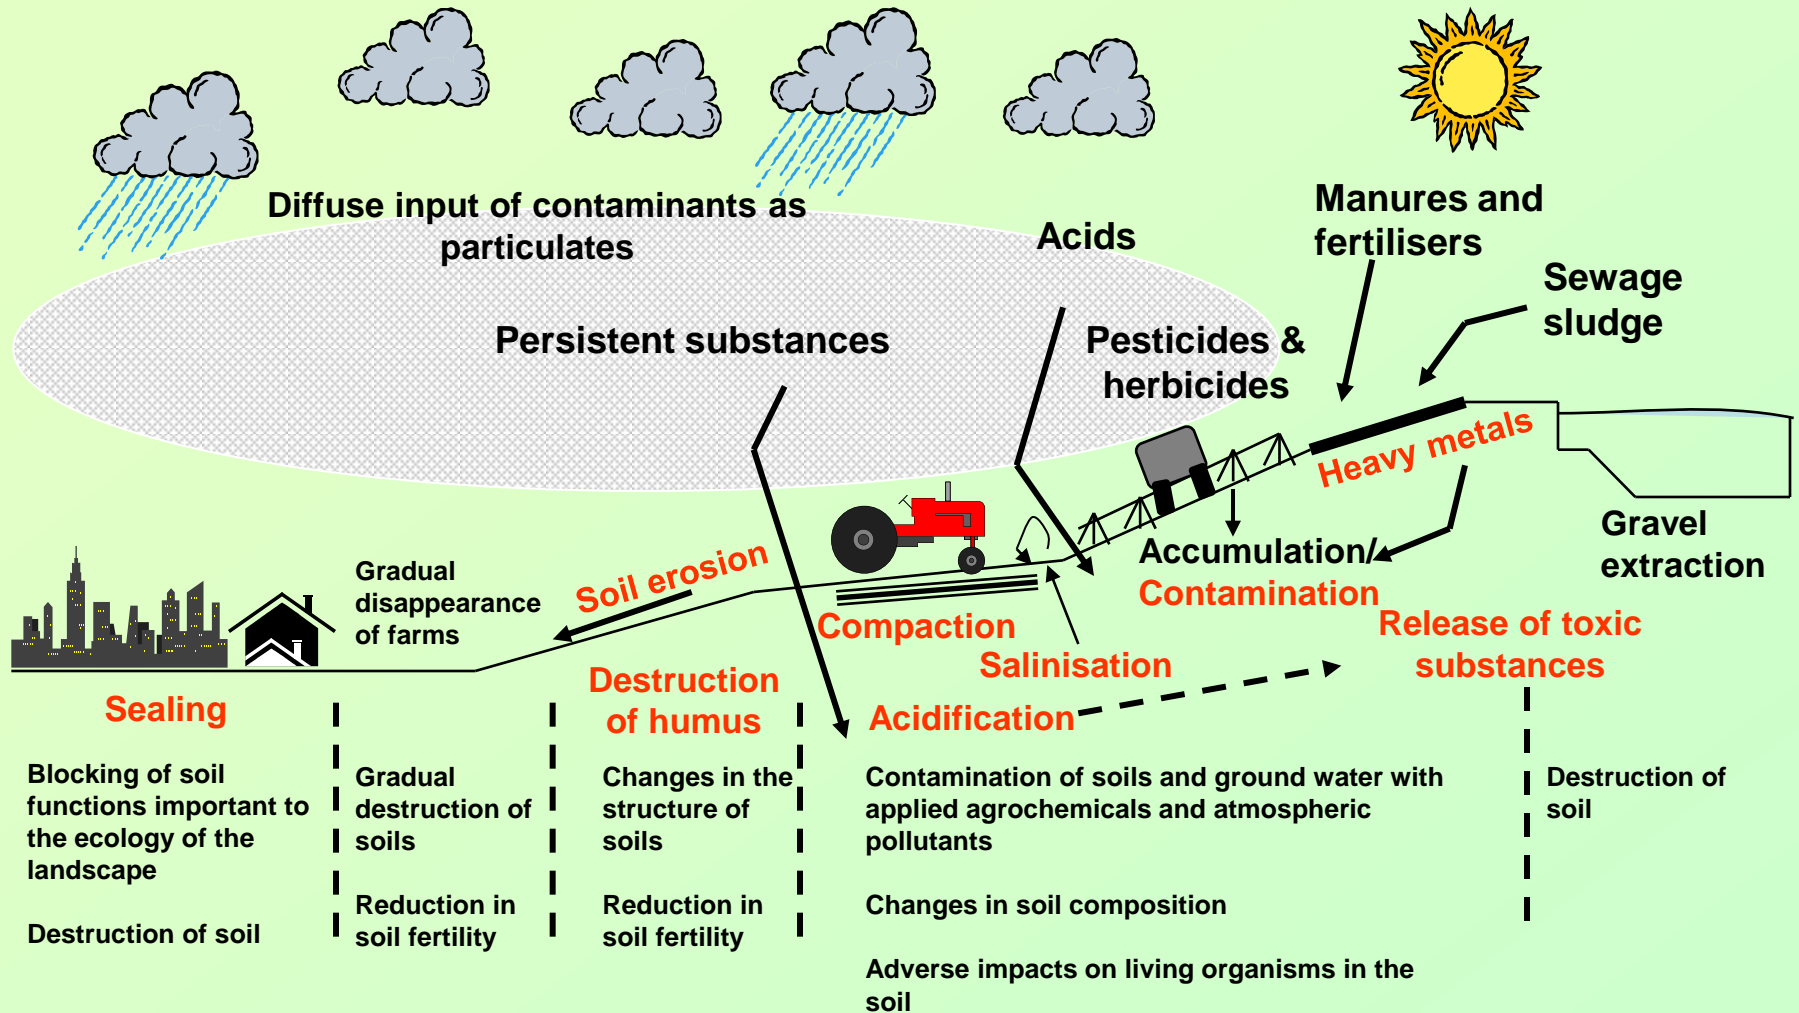 Diffuse input of contaminants as
particulates
Acids
Manures and
fertilisers
Sewage
sludge
Persistent substances
Pesticides &
herbicides
Heavy metals
Gravel
extraction
Accumulation/
Contamination
Soil erosion
Gradual
disappearance
of farms
Compaction
Salinisation
Release of toxic
substances
Sealing
Destruction
of humus
Acidification
Blocking of soil
functions important to
the ecology of the
landscape
Destruction of soil
Gradual
destruction of
soils
Reduction in
soil fertility
Changes in the
structure of
soils
Reduction in
soil fertility
Contamination of soils and ground water with
applied agrochemicals and atmospheric
pollutants
Changes in soil composition
Adverse impacts on living organisms in the
soil
Destruction of
soil